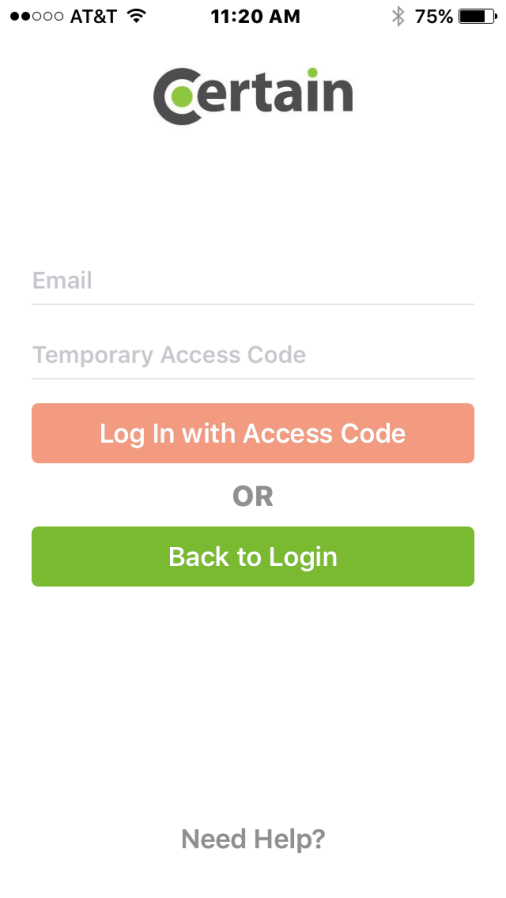 AT&T 11:20 AM 75%
Certain
Email
Temporary Access Code
Log In with Access Code
OR
Back to Login
Need Help?